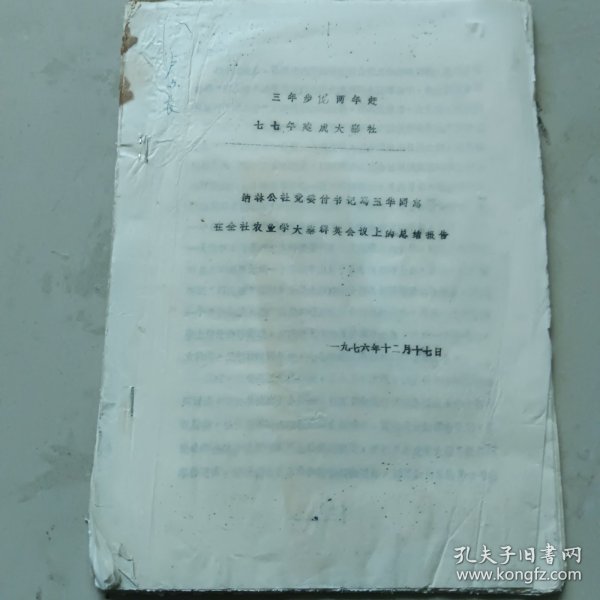 三年步伐两年走
七七年建成大寨社
纳林公社党委付书记冯玉华同志
在全社农业学大寨群英会议上的总结报告
一九七六年十二月十七日
孔夫子旧书网
www.kongfz.com